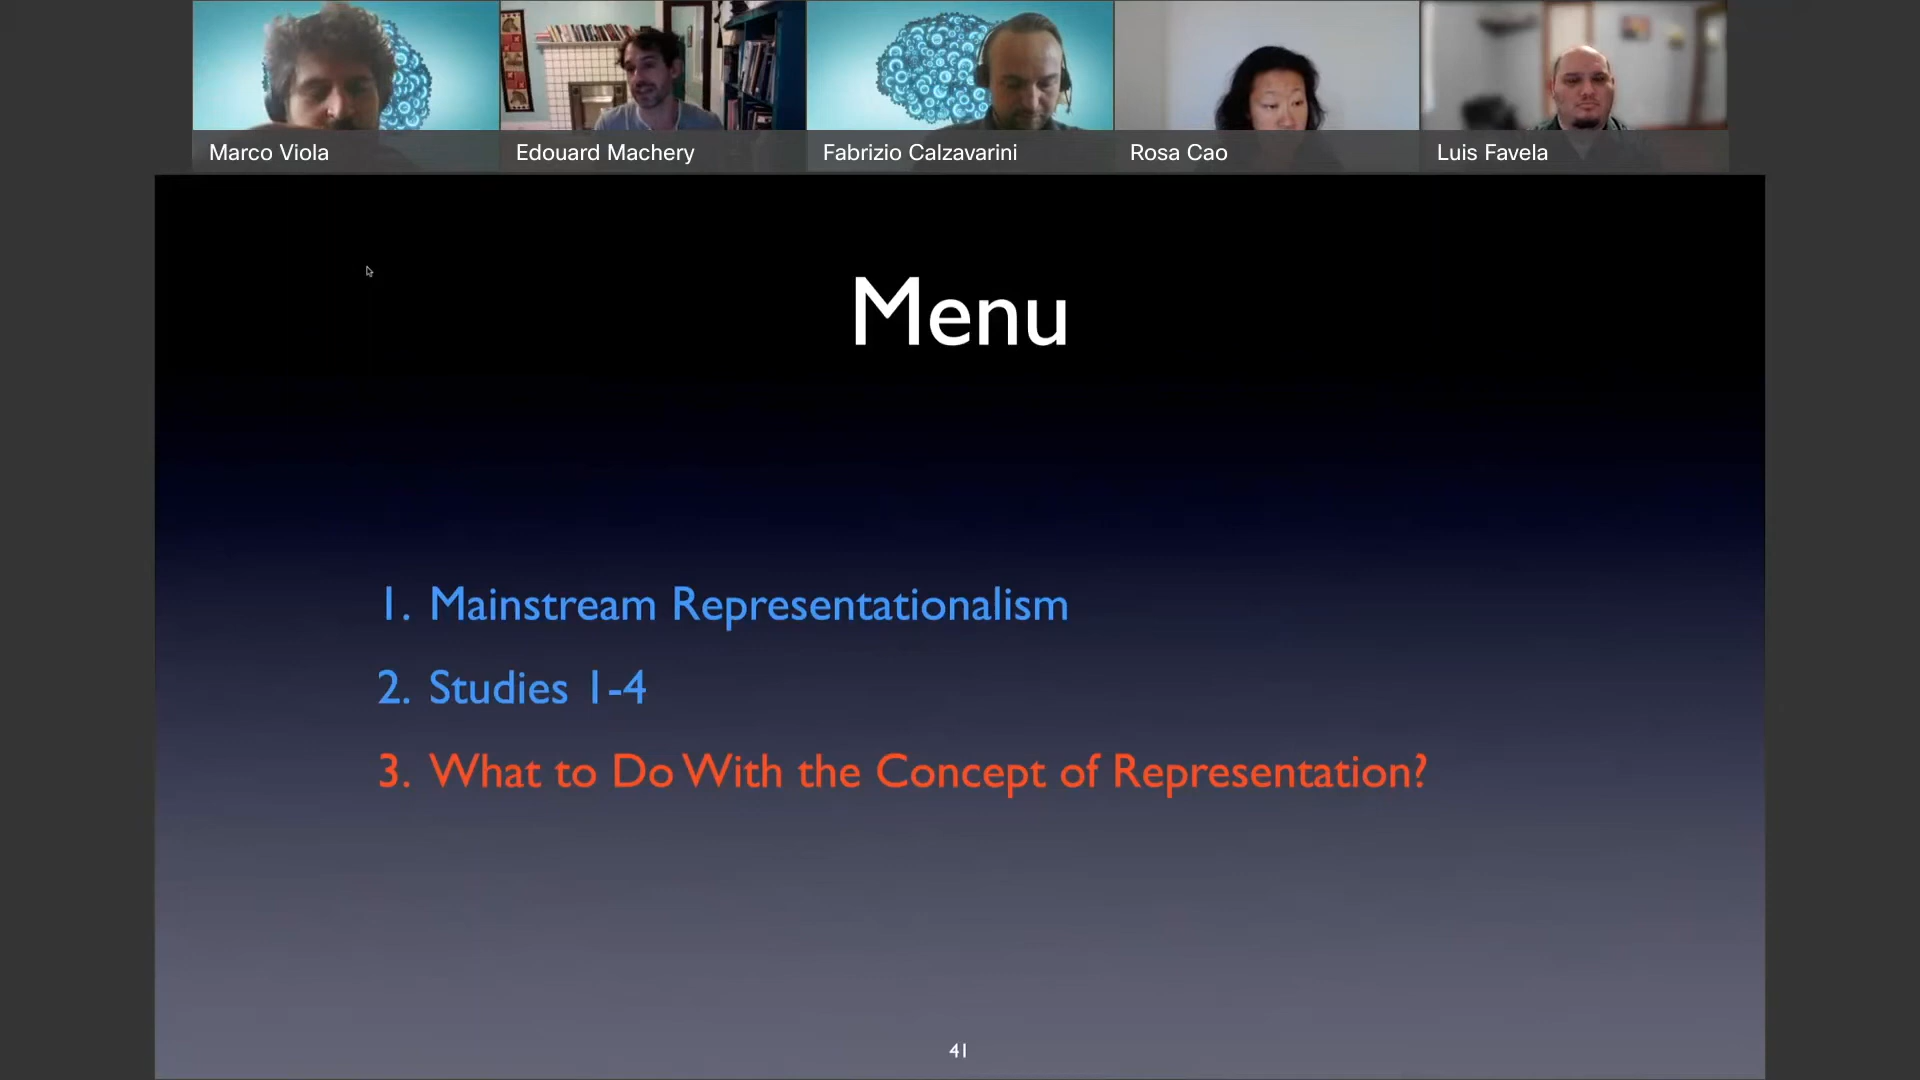 Marco Viola
Edouard Machery
Fabrizio Calzavarini
Rosa Cao
Luis Favela
Menu
1. Mainstream Representationalism
2. Studies 1-4
3. What to Do With the Concept of Representation?
41